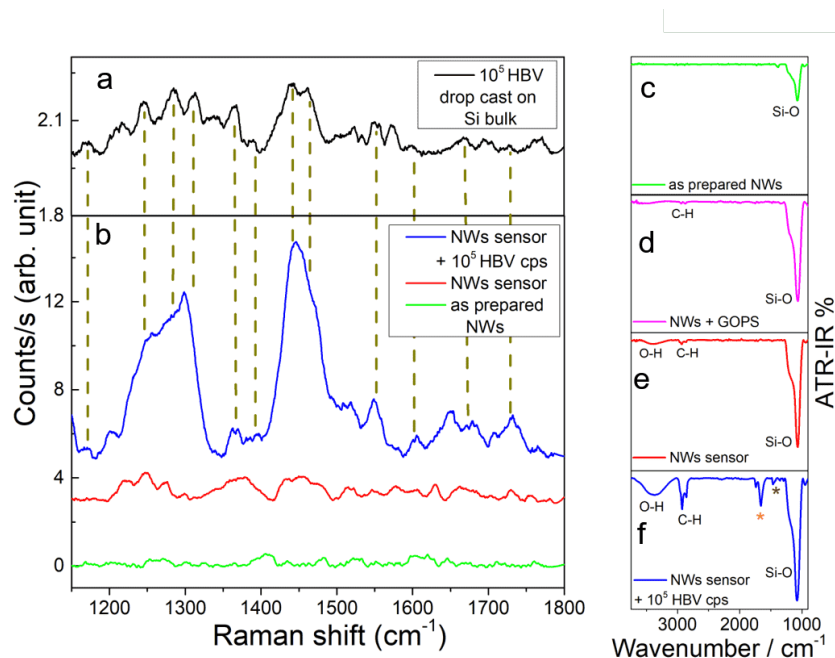 a
10⁵ HBV
drop cast on
Si bulk
2.1
1.8
b
NWs sensor
+ 10⁵ HBV cps
NWs sensor
as prepared
NWs
12
8
4
0
Counts/s (arb. unit)
1200 1300 1400 1500 1600 1700 1800
Raman shift (cm⁻¹)
c
Si-O
as prepared NWs
d
C-H
Si-O
NWs + GOPS
e
O-H
C-H
Si-O
NWs sensor
f
O-H
C-H
*
*
Si-O
NWs sensor
+ 10⁵ HBV cps
3000 2000 1000
Wavenumber / cm⁻¹
ATR-IR %